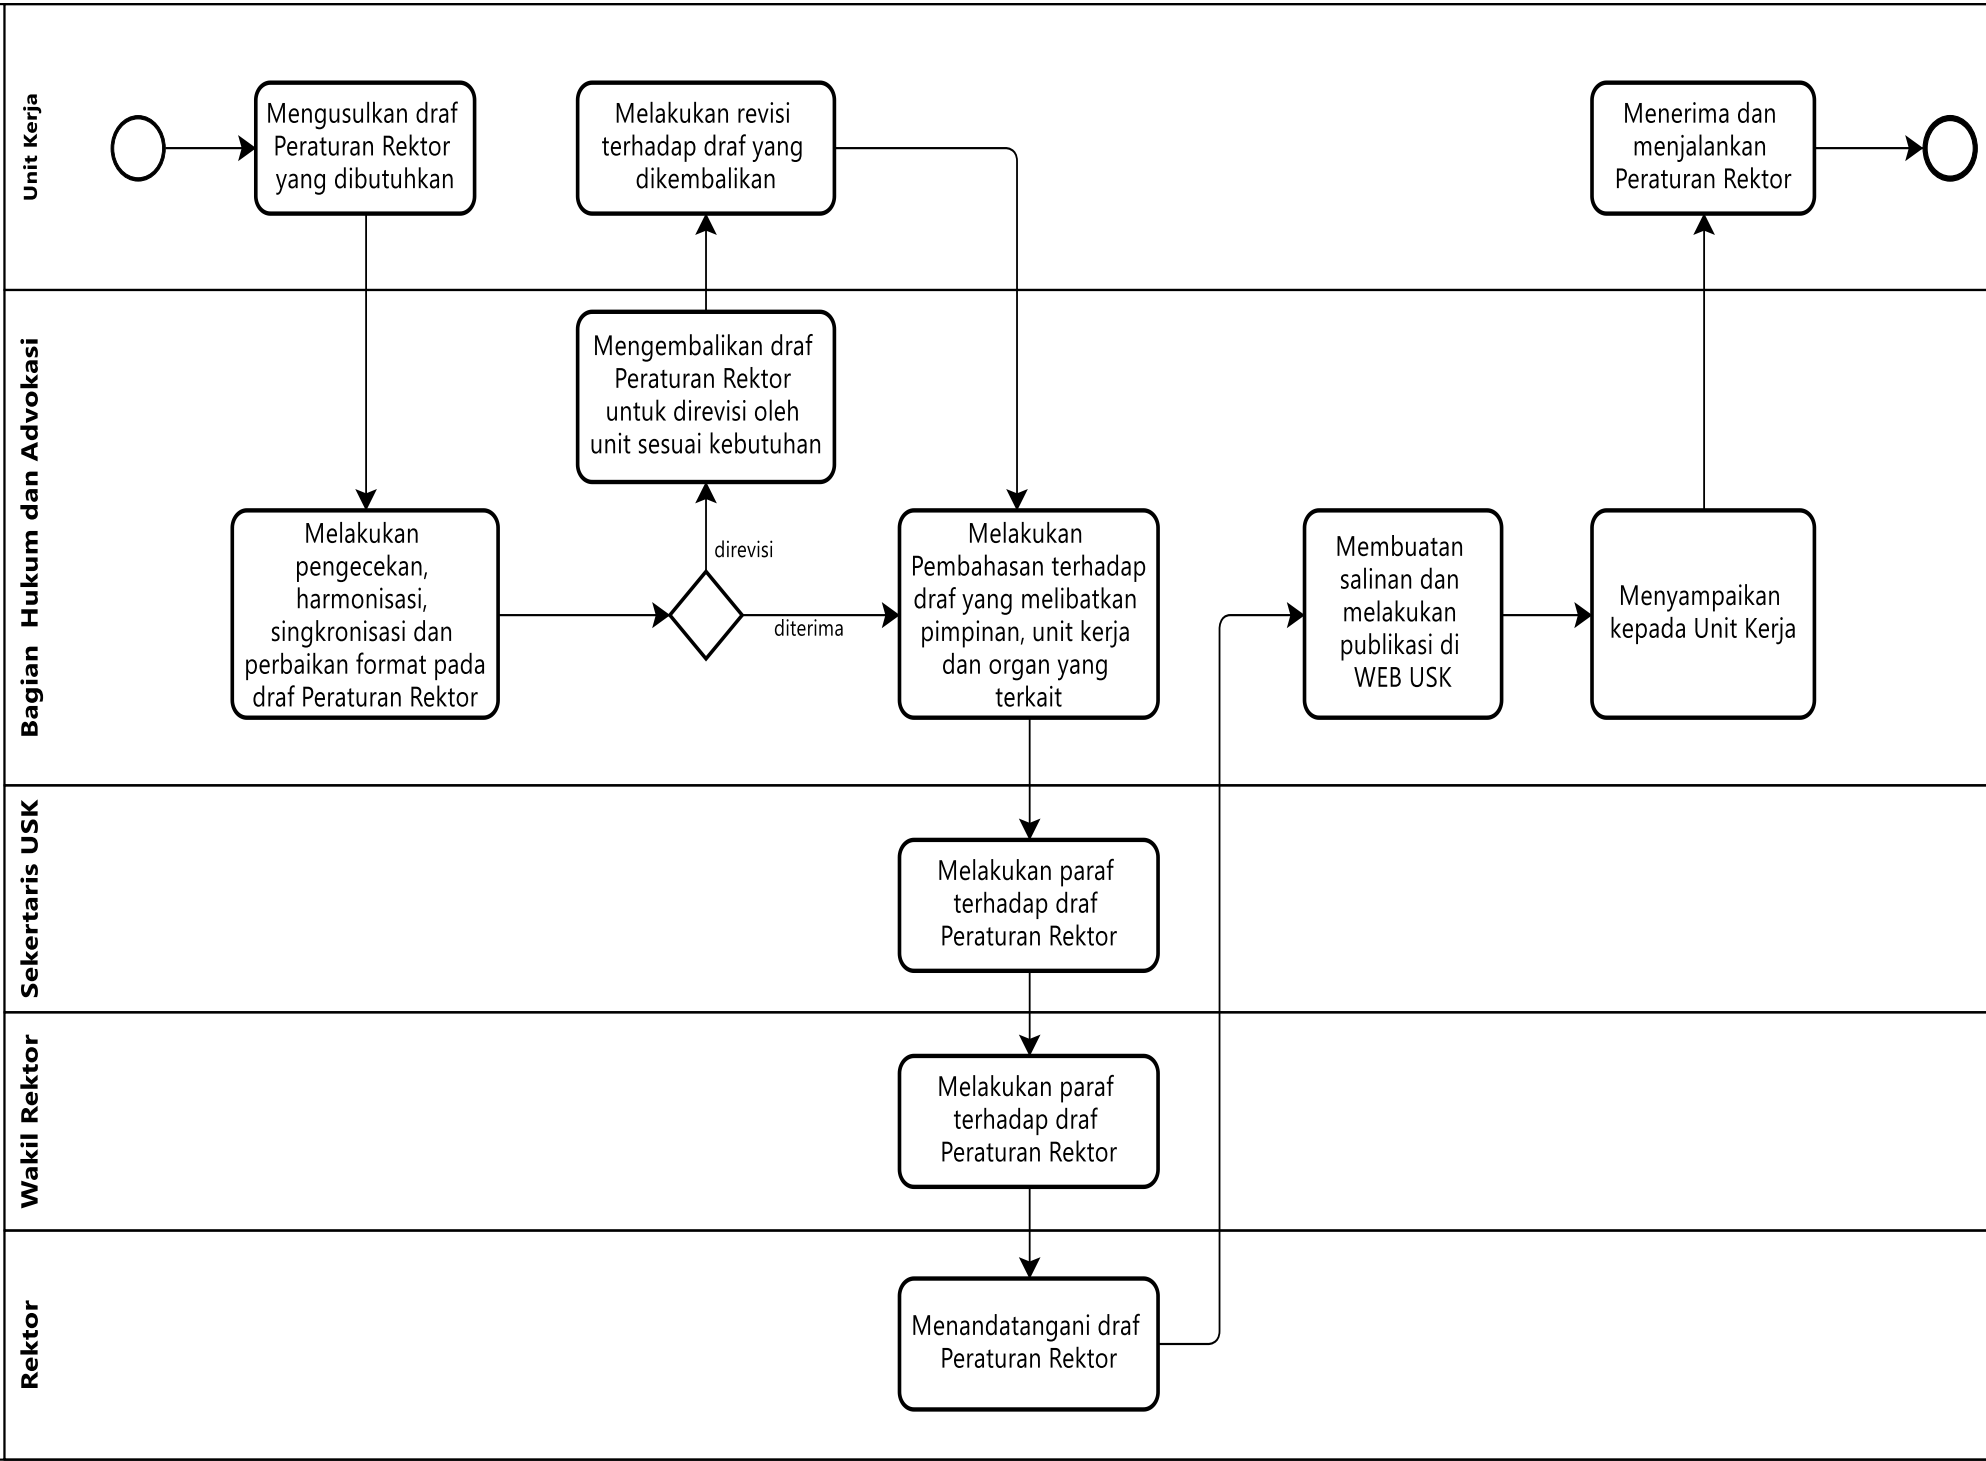 Unit Kerja
Mengusulkan draf
Peraturan Rektor
yang dibutuhkan
Melakukan revisi
terhadap draf yang
dikembalikan
Menerima dan
menjalankan
Peraturan Rektor
Bagian Hukum dan Advokasi
Mengembalikan draf
Peraturan Rektor
untuk direvisi oleh
unit sesuai kebutuhan
Melakukan
pengecekan,
harmonisasi,
singkronisasi dan
perbaikan format pada
draf Peraturan Rektor
direvisi
diterima
Melakukan
Pembahasan terhadap
draf yang melibatkan
pimpinan, unit kerja
dan organ yang
terkait
Membuatan
salinan dan
melakukan
publikasi di
WEB USK
Menyampaikan
kepada Unit Kerja
Sekertaris USK
Melakukan paraf
terhadap draf
Peraturan Rektor
Wakil Rektor
Melakukan paraf
terhadap draf
Peraturan Rektor
Rektor
Menandatangani draf
Peraturan Rektor